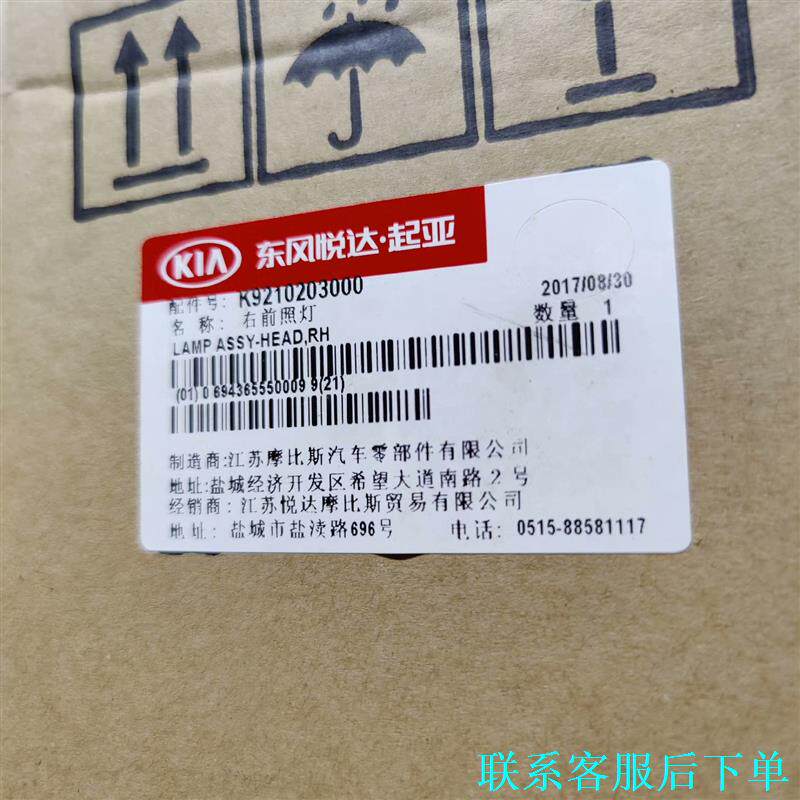 KIA 东风悦达·起亚
配件号: K9210203000 2017/08/30
名 称: 右前照灯 数量 1
LAMP ASSY-HEAD,RH
(01) 0 694365550009 9(21)
制造商:江苏摩比斯汽车零部件有限公司
地址:盐城经济开发区希望大道南路2号
经销商:江苏悦达摩比斯贸易有限公司
地址: 盐城市盐渎路696号 电话: 0515-88581117
联系客服后下单